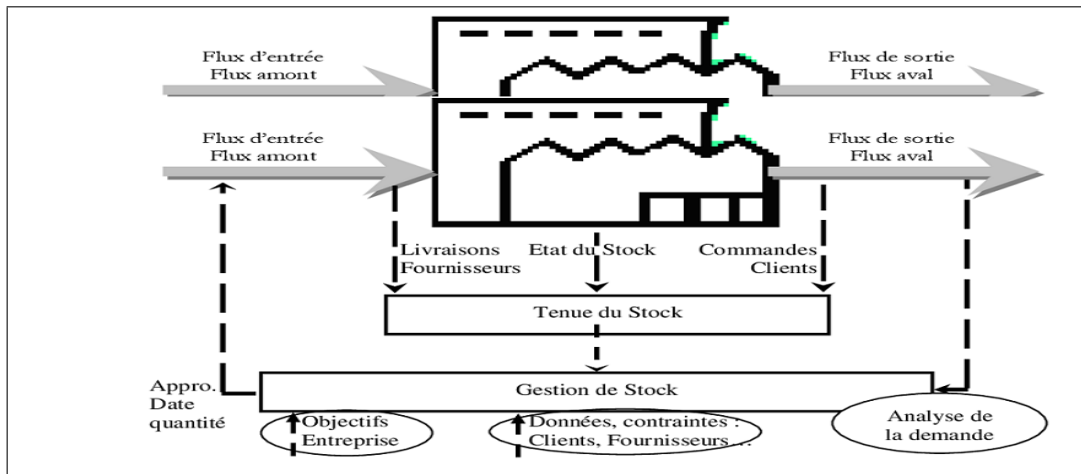 Flux d'entrée
Flux amont
Flux de sortie
Flux aval
Flux d'entrée
Flux amont
Flux de sortie
Flux aval
Livraisons
Fournisseurs
Etat du Stock
Commandes
Clients
Tenue du Stock
Appro.
Date
quantité
Gestion de Stock
Objectifs
Entreprise
Données, contraintes :
Clients, Fournisseurs…
Analyse de
la demande